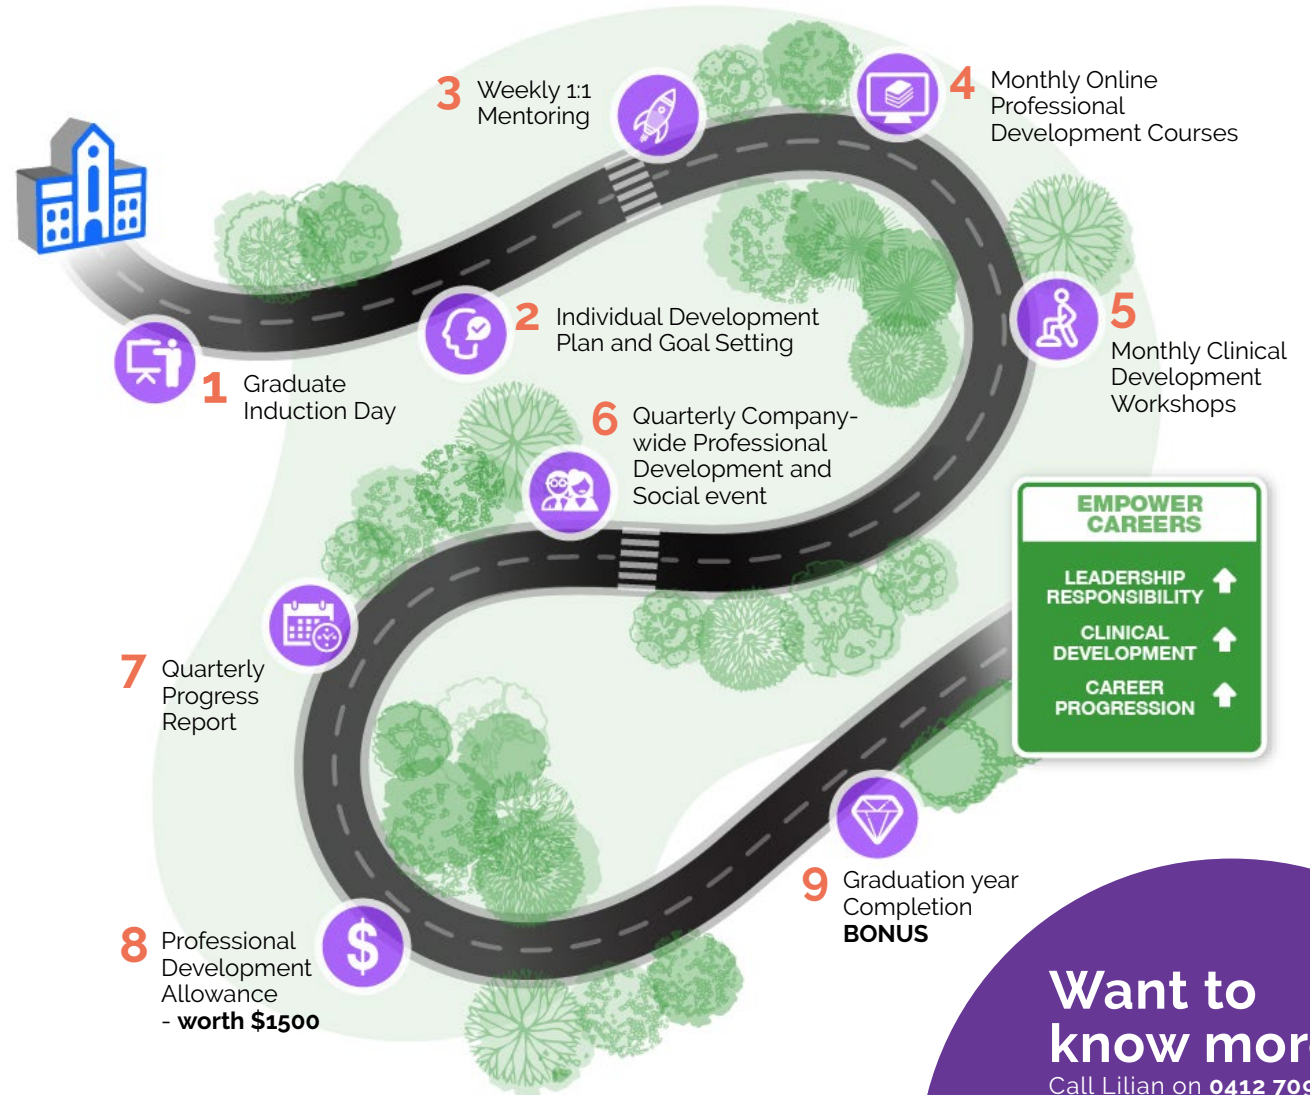 3 Weekly 1:1
Mentoring
4 Monthly Online
Professional
Development Courses
2 Individual Development
Plan and Goal Setting
1 Graduate
Induction Day
5
Monthly Clinical
Development
Workshops
6 Quarterly Company-
wide Professional
Development and
Social event
EMPOWER
CAREERS
LEADERSHIP
RESPONSIBILITY
CLINICAL
DEVELOPMENT
CAREER
PROGRESSION
7 Quarterly
Progress
Report
9 Graduation year
Completion
BONUS
8 Professional
Development
Allowance
- worth $1500
$
Want to
know mor
Call Lilian on 0412 709